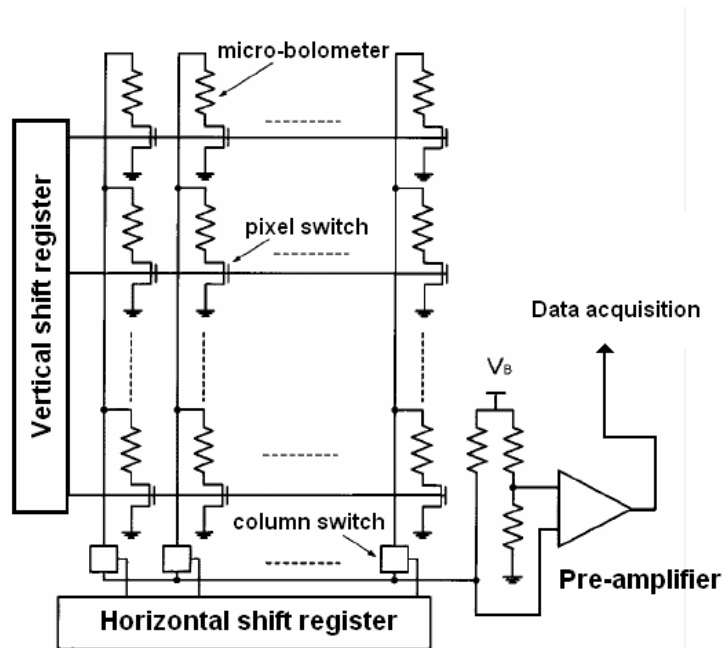 micro-bolometer
Vertical shift register
pixel switch
Data acquisition
VB
column switch
Pre-amplifier
Horizontal shift register